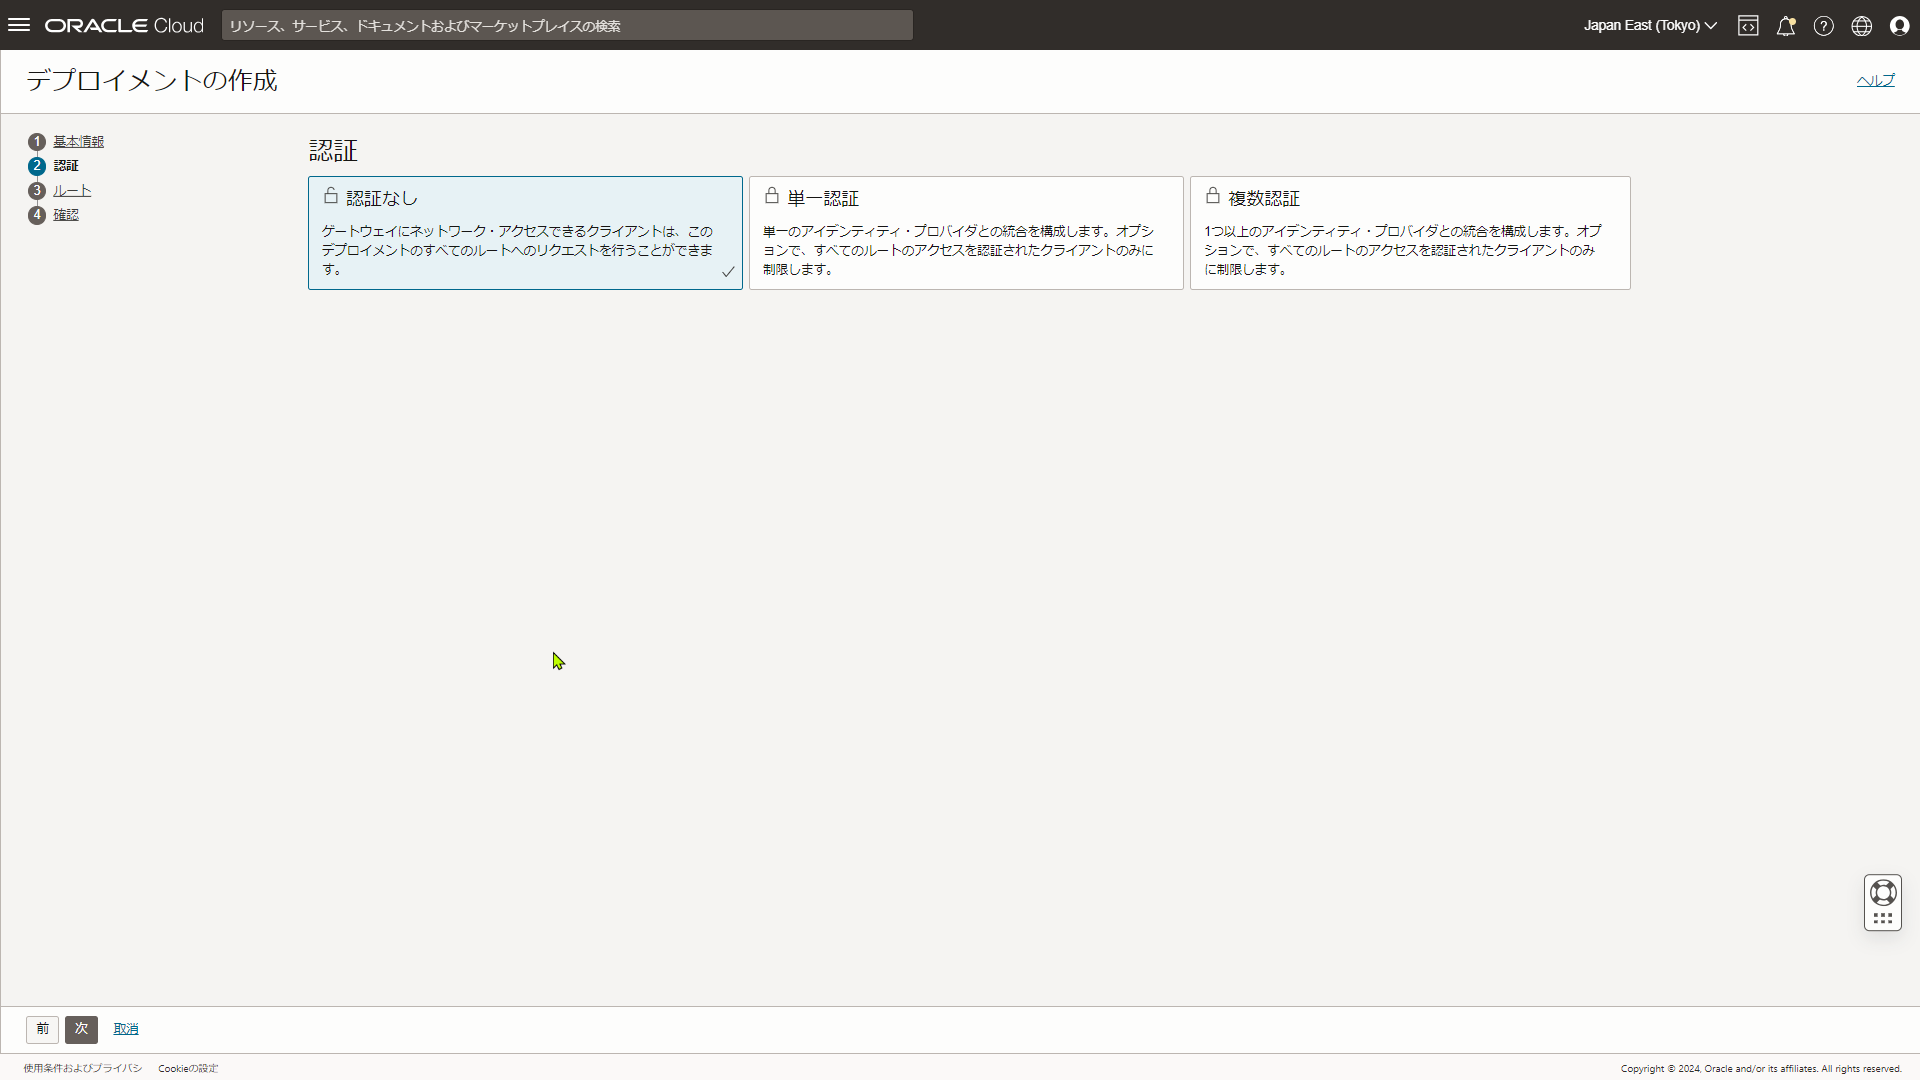 ORACLE Cloud
リソース、サービス、ドキュメントおよびマーケットプレイスの検索
Japan East (Tokyo)
デプロイメントの作成
ヘルプ
1 基本情報
2 認証
3 ルート
4 確認
認証
認証なし
ゲートウェイにネットワーク・アクセスできるクライアントは、この
デプロイメントのすべてのルートへのリクエストを行うことができま
す。
単一認証
単一のアイデンティティ・プロバイダとの統合を構成します。オプシ
ョンで、すべてのルートのアクセスを認証されたクライアントのみに
制限します。
複数認証
1つ以上のアイデンティティ・プロバイダとの統合を構成します。オプ
ションで、すべてのルートのアクセスを認証されたクライアントのみ
に制限します。
前
次
取消
使用条件およびプライバシ
Cookieの設定
Copyright © 2024, Oracle and/or its affiliates. All rights reserved.